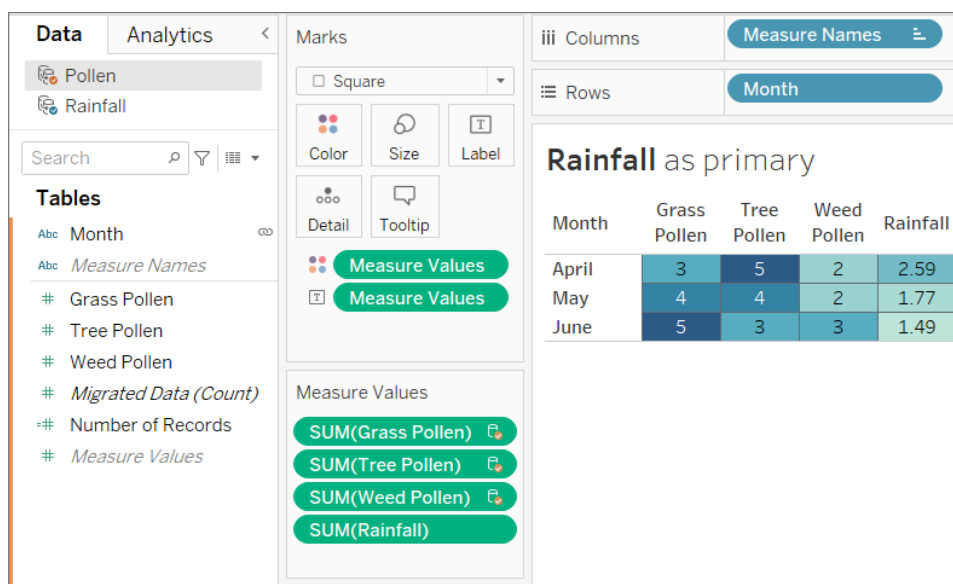 Data
Analytics
Pollen
Rainfall
Search
Tables
Abc Month
Abc Measure Names
# Grass Pollen
# Tree Pollen
# Weed Pollen
# Migrated Data (Count)
=# Number of Records
# Measure Values
Marks
Square
Color Size Label
T
Detail Tooltip
Measure Values
T Measure Values
Measure Values
SUM(Grass Pollen)
SUM(Tree Pollen)
SUM(Weed Pollen)
SUM(Rainfall)
iii Columns Measure Names
Rows Month
Rainfall as primary
Month Grass Pollen Tree Pollen Weed Pollen Rainfall
April 3 5 2 2.59
May 4 4 2 1.77
June 5 3 3 1.49